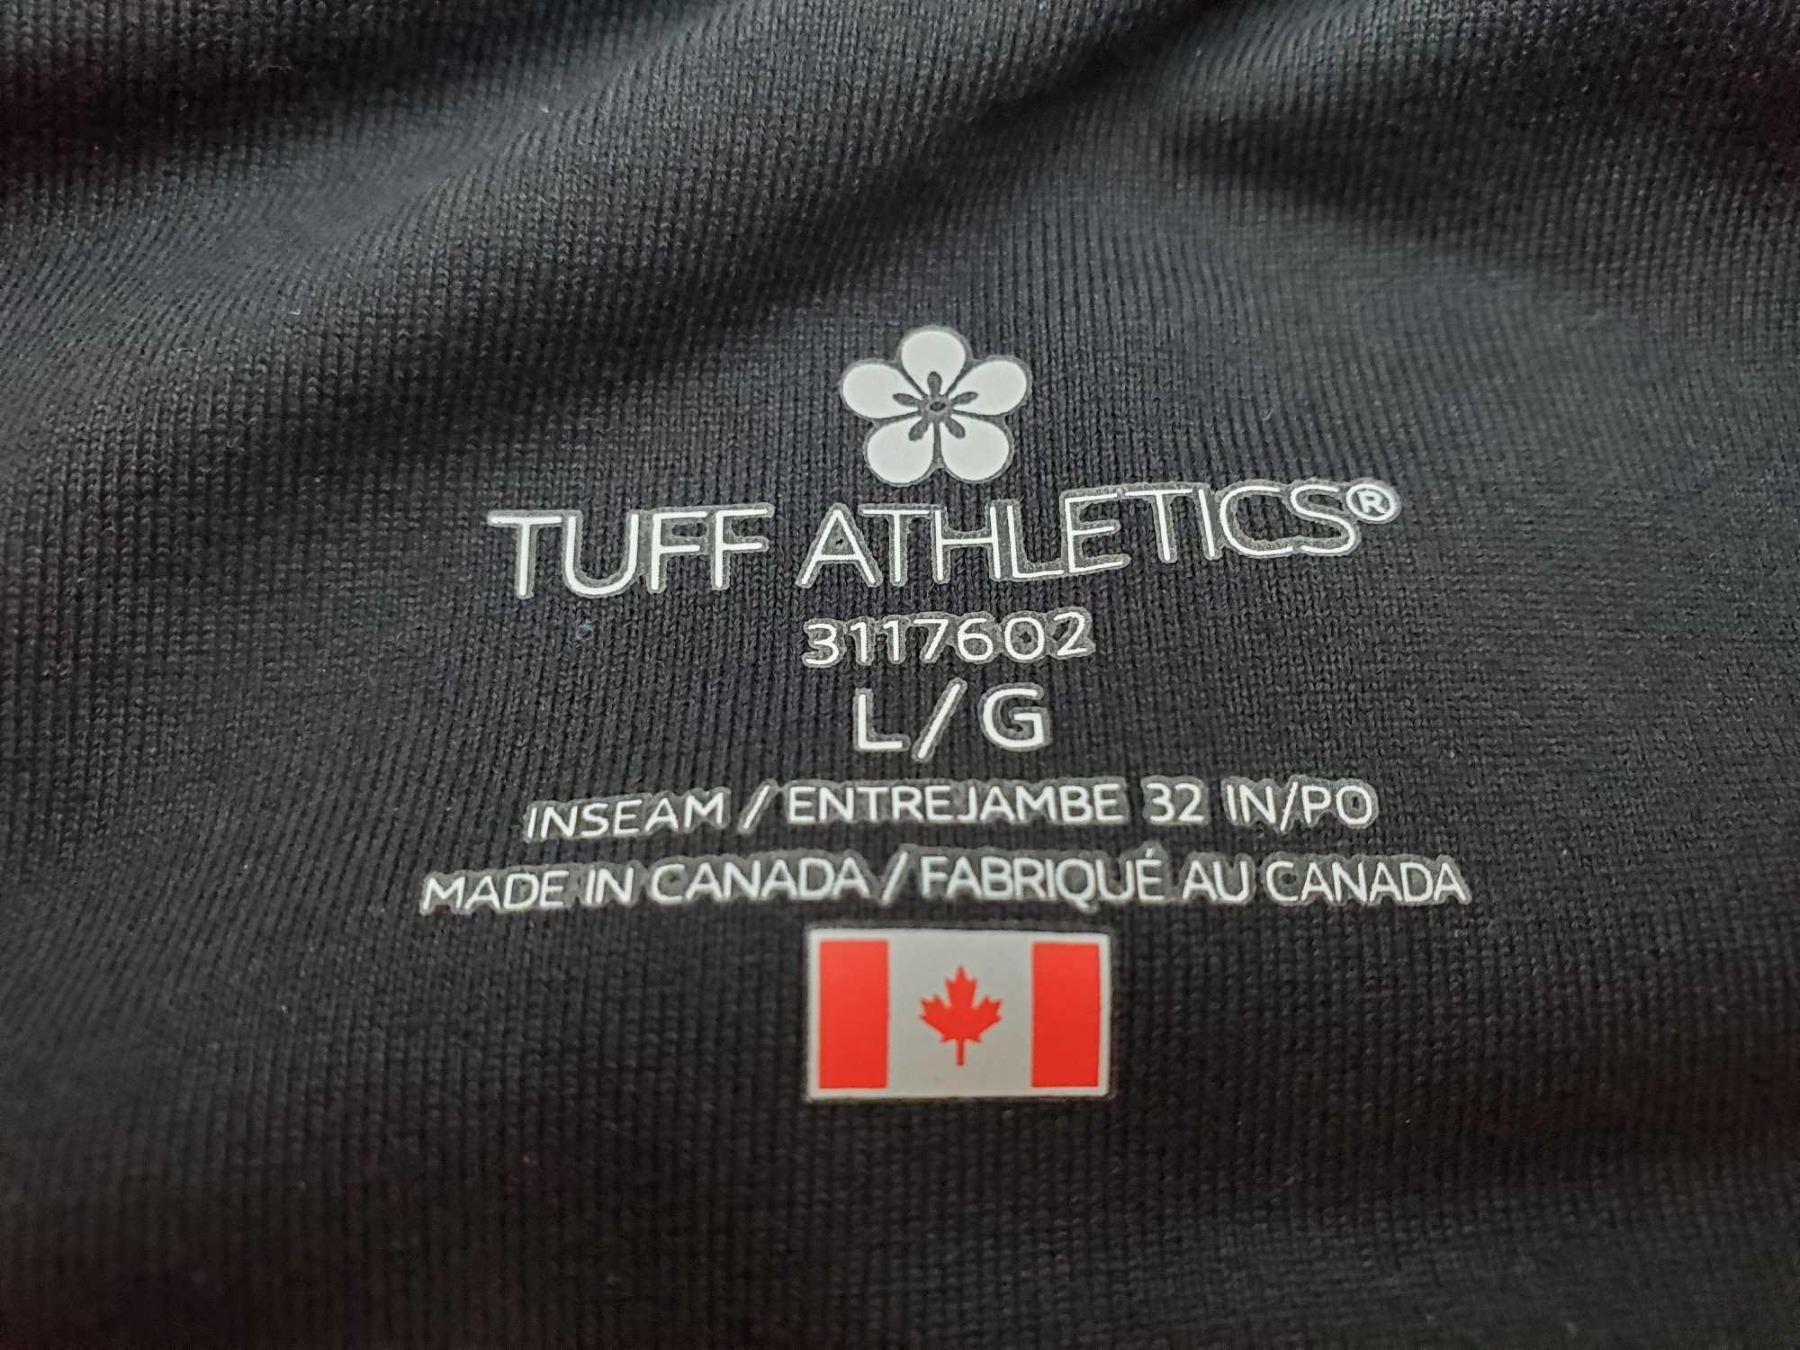 TUFF ATHLETICS®
3117602
L/G
INSEAM / ENTREJAMBE 32 IN/PO
MADE IN CANADA / FABRIQUÉ AU CANADA